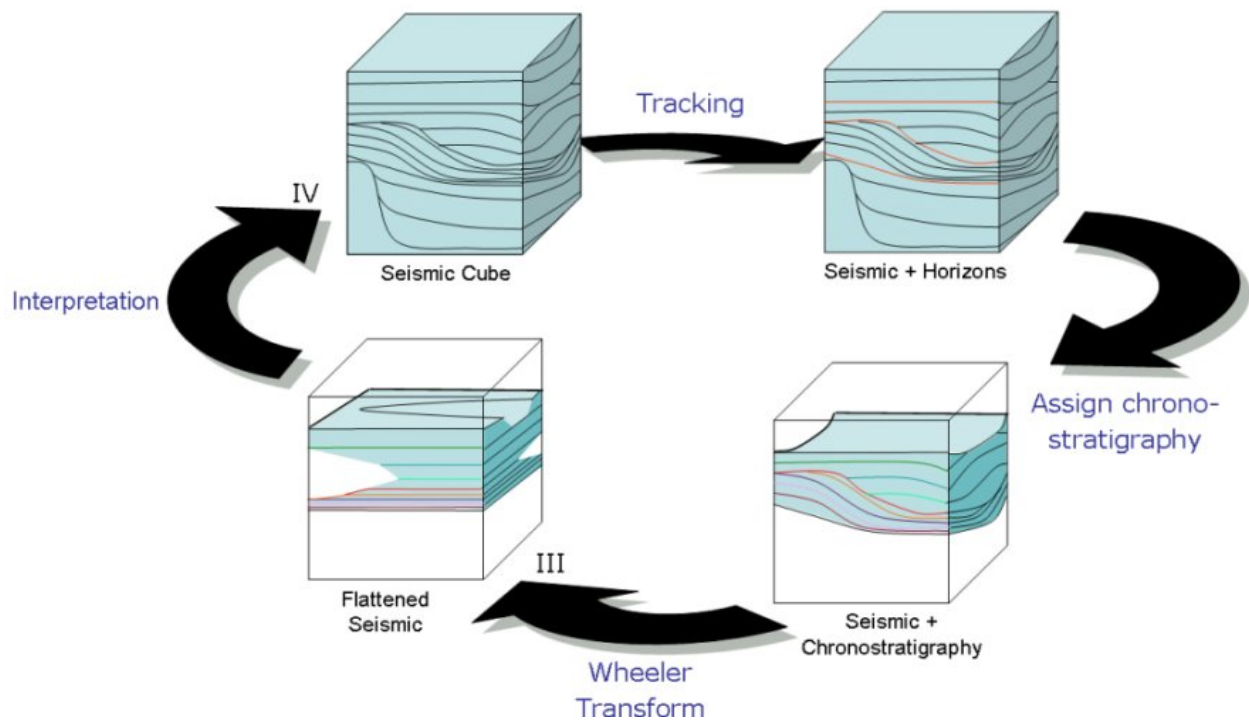 Tracking
IV
Seismic Cube
Seismic + Horizons
Interpretation
Assign chrono-
stratigraphy
III
Flattened
Seismic
Seismic +
Chronostratigraphy
Wheeler
Transform